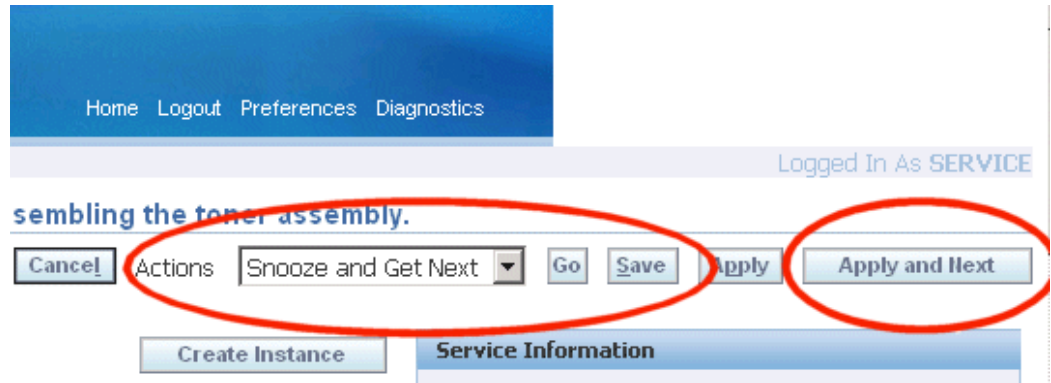 Home Logout Preferences Diagnostics
Logged In As SERVICE
sembling the toner assembly.
Cancel Actions Snooze and Get Next Go Save Apply Apply and Next
Create Instance Service Information